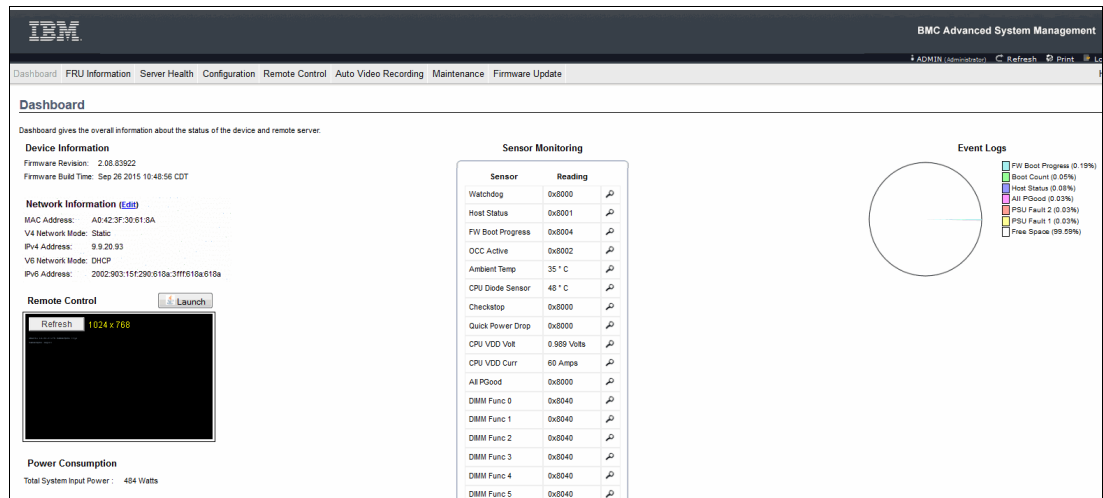 IBM
BMC Advanced System Management
ADMIN (Administrator) Refresh Print
Dashboard FRU Information Server Health Configuration Remote Control Auto Video Recording Maintenance Firmware Update
Dashboard
Dashboard gives the overall information about the status of the device and remote server.
Device Information
Firmware Revision: 2.08.83922
Firmware Build Time: Sep 26 2015 10:48:56 CDT
Network Information (Edit)
MAC Address: A0:42:3F:30:61:8A
V4 Network Mode: Static
IPv4 Address: 9.9.20.93
V6 Network Mode: DHCP
IPv6 Address: 2002:903:15f:290:618a:3fff:618a:618a
Remote Control Launch
Refresh 1024 x 768
Power Consumption
Total System Input Power : 484 Watts
Sensor Monitoring
Sensor Reading
Watchdog 0x8000
Host Status 0x8001
FW Boot Progress 0x8004
OCC Active 0x8002
Ambient Temp 35 ° C
CPU Diode Sensor 48 ° C
Checkstop 0x8000
Quick Power Drop 0x8000
CPU VDD Volt 0.989 Volts
CPU VDD Curr 60 Amps
All PGood 0x8000
DIMM Func 0 0x8040
DIMM Func 1 0x8040
DIMM Func 2 0x8040
DIMM Func 3 0x8040
DIMM Func 4 0x8040
DIMM Func 5 0x8040
Event Logs
FW Boot Progress (0.19%)
Boot Count (0.05%)
Host Status (0.08%)
All PGood (0.03%)
PSU Fault 2 (0.03%)
PSU Fault 1 (0.03%)
Free Space (99.59%)